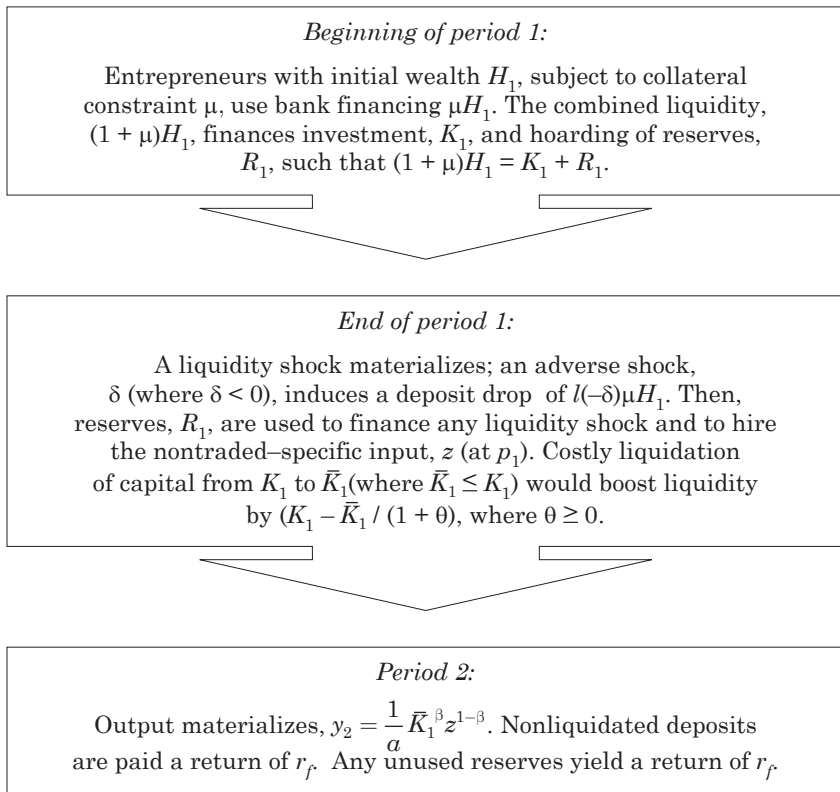 Beginning of period 1:
Entrepreneurs with initial wealth H₁, subject to collateral
constraint μ, use bank financing μH₁. The combined liquidity,
(1 + μ)H₁, finances investment, K₁, and hoarding of reserves,
R₁, such that (1 + μ)H₁ = K₁ + R₁.
End of period 1:
A liquidity shock materializes; an adverse shock,
δ (where δ < 0), induces a deposit drop of l(–δ)μH₁. Then,
reserves, R₁, are used to finance any liquidity shock and to hire
the nontraded–specific input, z (at p₁). Costly liquidation
of capital from K₁ to K̄₁(where K̄₁ ≤ K₁) would boost liquidity
by (K₁ – K̄₁ / (1 + θ), where θ ≥ 0.
Period 2:
Output materializes, y₂ = 1/a K̄₁^β z^(1–β). Nonliquidated deposits
are paid a return of r_f. Any unused reserves yield a return of r_f.